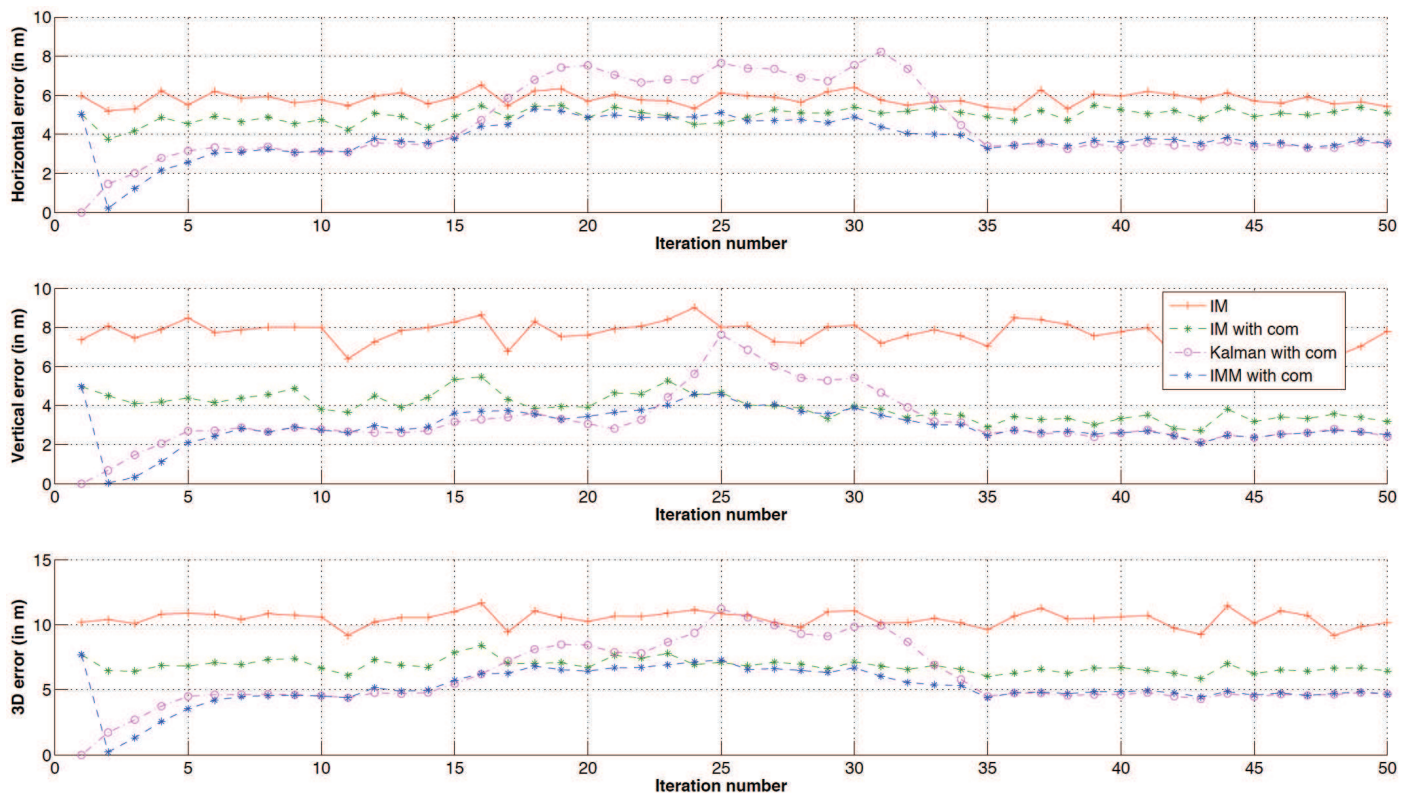 Horizontal error (in m)
10
8
6
4
2
0
0 5 10 15 20 25 30 35 40 45 50
Iteration number
Vertical error (in m)
10
8
6
4
2
0
IM
IM with com
Kalman with com
IMM with com
0 5 10 15 20 25 30 35 40 45 50
Iteration number
3D error (in m)
15
10
5
0
0 5 10 15 20 25 30 35 40 45 50
Iteration number